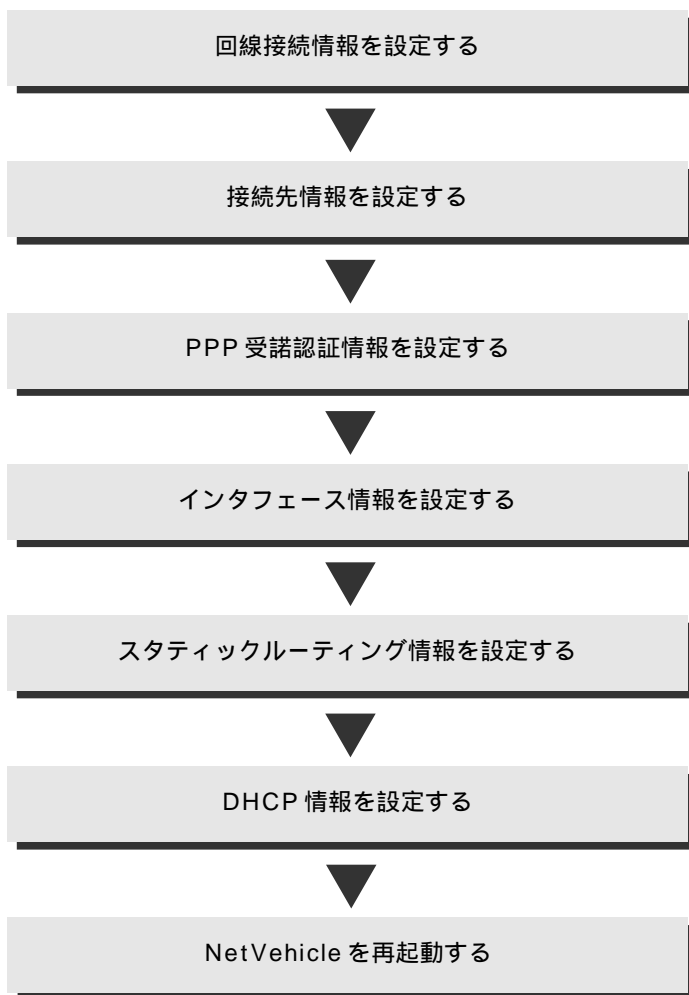 回線接続情報を設定する
接続先情報を設定する
PPP 受諾認証情報を設定する
インタフェース情報を設定する
スタティックルーティング情報を設定する
DHCP 情報を設定する
NetVehicle を再起動する